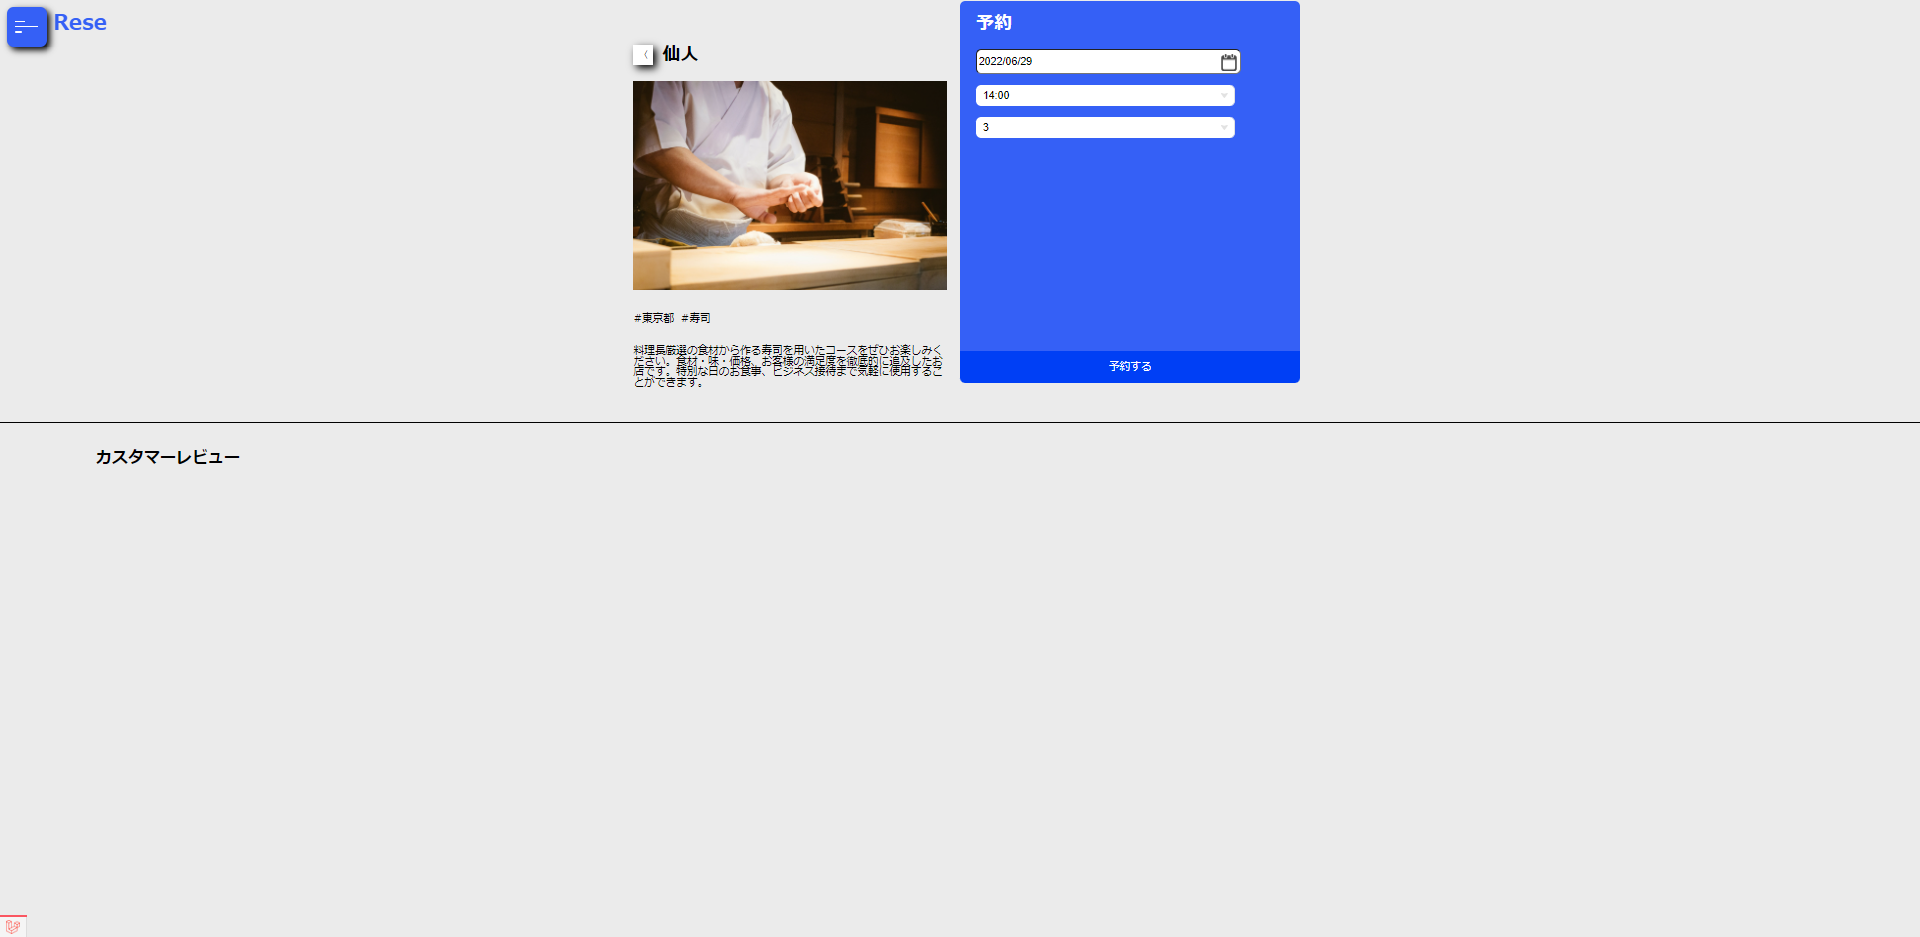 Rese
仙人
#東京都 #寿司
料理長厳選の食材から作る寿司を用いたコースをぜひお楽しみく
ださい。食材・味・価格、お客様の満足度を徹底的に追及したお
店です。特別な日のお食事、ビジネス接待まで気軽に使用するこ
とができます。
予約
2022/06/29
14:00
3
予約する
カスタマーレビュー